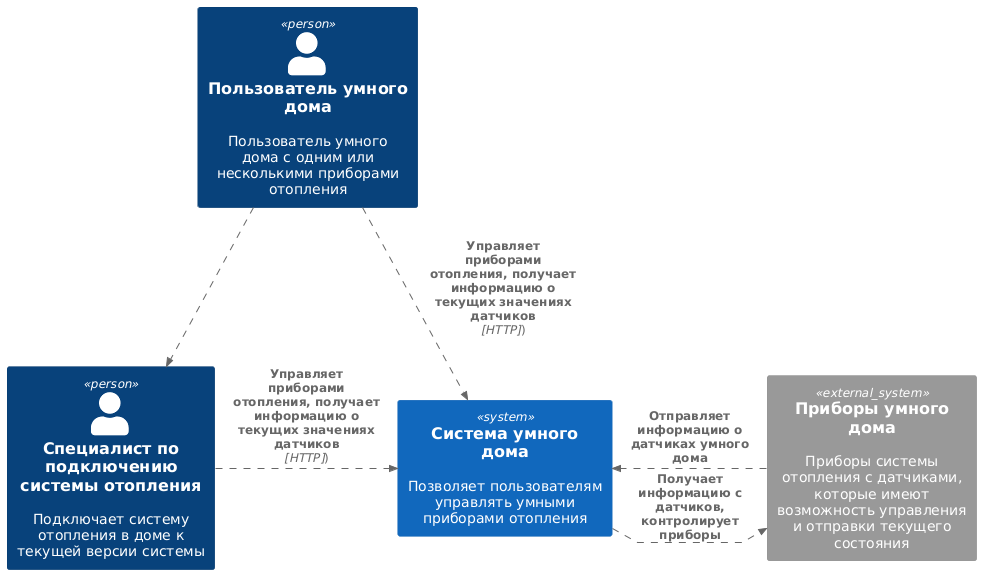 «person»
Пользователь умного
дома
Пользователь умного
дома с одним или
несколькими приборами
отопления
Управляет
приборами
отопления, получает
информацию о
текущих значениях
датчиков
[HTTP])
«person»
Специалист по
подключению
системы отопления
Подключает систему
отопления в доме к
текущей версии системы
Управляет
приборами
отопления, получает
информацию о
текущих значениях
датчиков
[HTTP])
«system»
Система умного
дома
Позволяет пользователям
управлять умными
приборами отопления
Отправляет
информацию о
датчиках умного
дома
Получает
информацию с
датчиков,
контролирует
приборы
«external_system»
Приборы умного
дома
Приборы системы
отопления с датчиками,
которые имеют
возможность управления
и отправки текущего
состояния